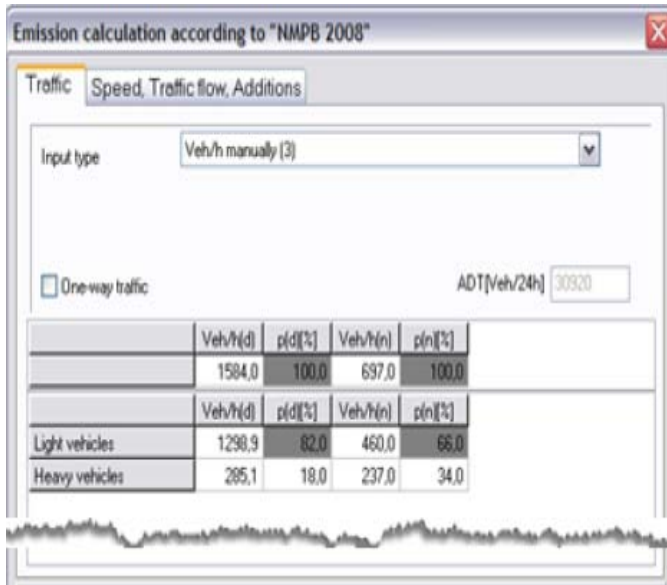 Emission calculation according to "NMPB 2008"
Traffic Speed, Traffic flow, Additions
Input type Veh/h manually (3)
One-way traffic ADT[Veh/24h] 30920
Veh/h(d) p(d)[%] Veh/h(n) p(n)[%]
1584,0 100,0 697,0 100,0
Veh/h(d) p(d)[%] Veh/h(n) p(n)[%]
Light vehicles 1298,9 82,0 460,0 66,0
Heavy vehicles 285,1 18,0 237,0 34,0